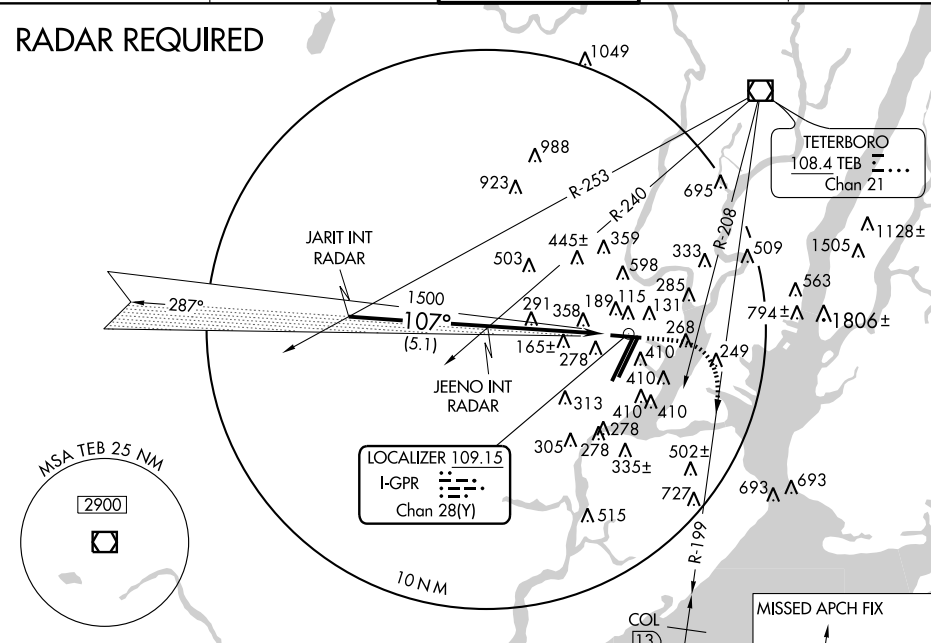 RADAR REQUIRED
1049
TETERBORO
108.4 TEB
Chan 21
988
923
R-253
R-240
695
R-208
JARIT INT
RADAR
445±
359
503
598
333
509
1128±
1505
285
563
287°
1500
107°
(5.1)
291
358
189
115
131
794±
1806±
268
165±
278
410
249
JEENO INT
RADAR
410
313
410
410
LOCALIZER 109.15
I-GPR
Chan 28(Y)
305
278
278
335±
502±
727
693
693
515
MSA TEB 25 NM
2900
10 NM
R-199
COL
13
MISSED APCH FIX